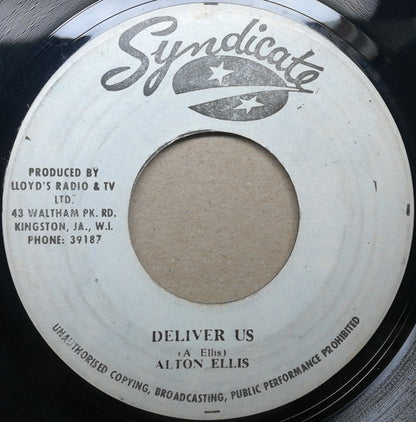 Syndicate
PRODUCED BY
LLOYD'S RADIO & TV
LTD.
43 WALTHAM PK. RD.
KINGSTON, JA., W.I.
PHONE: 39187
DELIVER US
(A Ellis)
ALTON ELLIS
UNAUTHORISED COPYING, BROADCASTING, PUBLIC PERFORMANCE PROHIBITED